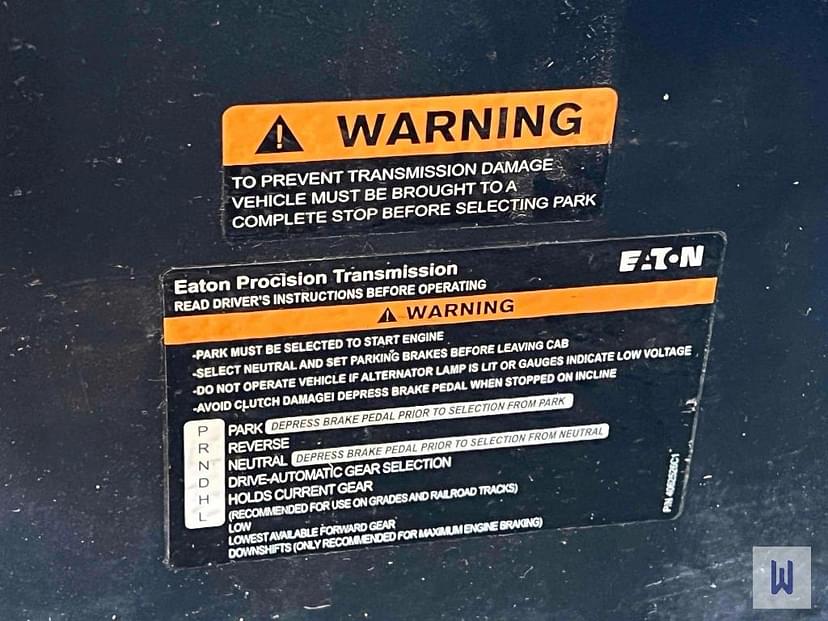 WARNING
TO PREVENT TRANSMISSION DAMAGE
VEHICLE MUST BE BROUGHT TO A
COMPLETE STOP BEFORE SELECTING PARK
Eaton Procision Transmission
EATON
READ DRIVER'S INSTRUCTIONS BEFORE OPERATING
WARNING
-PARK MUST BE SELECTED TO START ENGINE
-SELECT NEUTRAL AND SET PARKING BRAKES BEFORE LEAVING CAB
-DO NOT OPERATE VEHICLE IF ALTERNATOR LAMP IS LIT OR GAUGES INDICATE LOW VOLTAGE
-AVOID CLUTCH DAMAGE! DEPRESS BRAKE PEDAL WHEN STOPPED ON INCLINE
P PARK DEPRESS BRAKE PEDAL PRIOR TO SELECTION FROM PARK
R REVERSE
N NEUTRAL DEPRESS BRAKE PEDAL PRIOR TO SELECTION FROM NEUTRAL
D DRIVE-AUTOMATIC GEAR SELECTION
H HOLDS CURRENT GEAR
(RECOMMENDED FOR USE ON GRADES AND RAILROAD TRACKS)
L LOW
LOWEST AVAILABLE FORWARD GEAR
DOWNSHIFTS (ONLY RECOMMENDED FOR MAXIMUM ENGINE BRAKING)
P/N 4082526C1
W